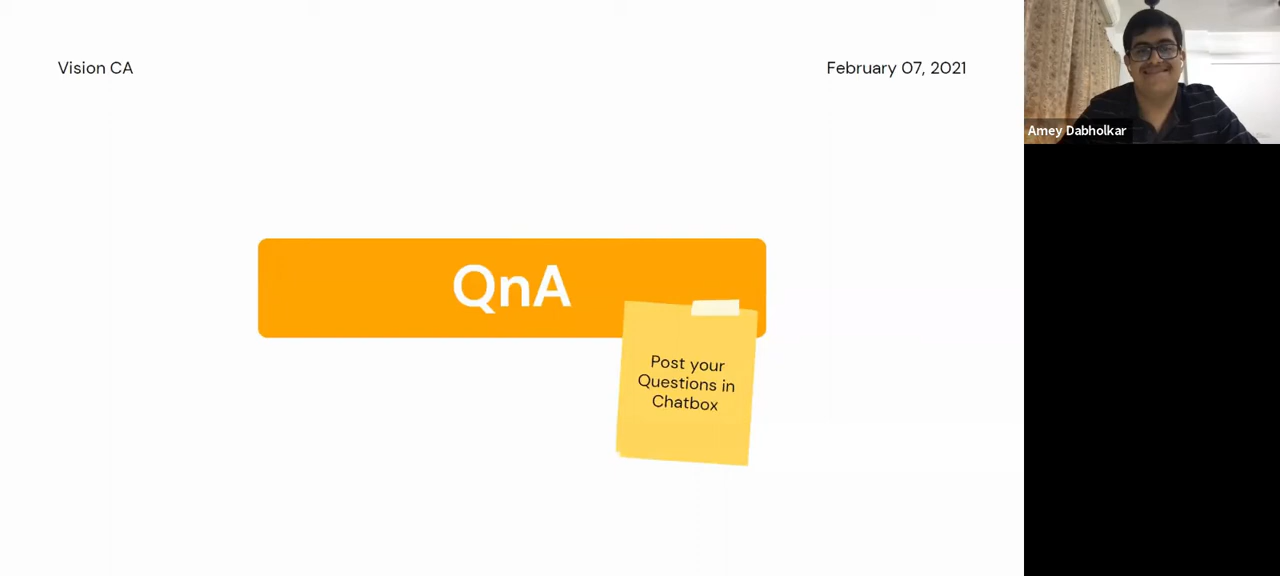 Vision CA
February 07, 2021
Amey Dabholkar
QnA
Post your
Questions in
Chatbox